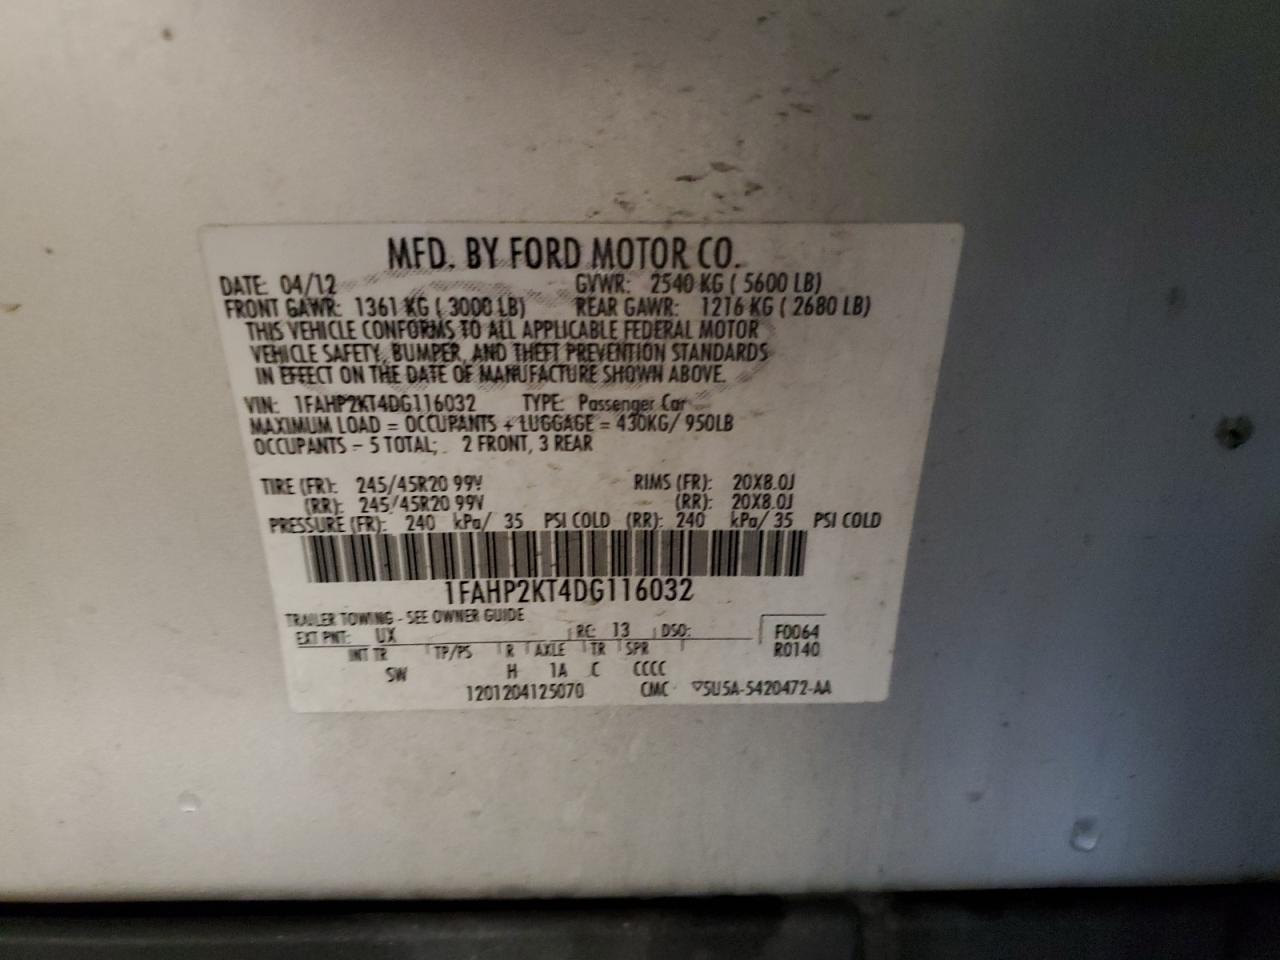 MFD. BY FORD MOTOR CO.
DATE: 04/12 GVWR: 2540 KG ( 5600 LB)
FRONT GAWR: 1361 KG ( 3000 LB) REAR GAWR: 1216 KG ( 2680 LB)
THIS VEHICLE CONFORMS TO ALL APPLICABLE FEDERAL MOTOR
VEHICLE SAFETY, BUMPER, AND THEFT PREVENTION STANDARDS
IN EFFECT ON THE DATE OF MANUFACTURE SHOWN ABOVE.
VIN: 1FAHP2KT4DG116032 TYPE: Passenger Car
MAXIMUM LOAD = OCCUPANTS + LUGGAGE = 430KG/ 950LB
OCCUPANTS - 5 TOTAL; 2 FRONT, 3 REAR
TIRE (FR): 245/45R20 99V RIMS (FR): 20X8.0J
(RR): 245/45R20 99V (RR): 20X8.0J
PRESSURE (FR): 240 kPa/ 35 PSI COLD (RR): 240 kPa/ 35 PSI COLD
1FAHP2KT4DG116032
TRAILER TOWING - SEE OWNER GUIDE
EXT PNT: UX RC: 13 DSO: F0064
INT TR TP/PS R AXLE TR SPR R0140
SW H 1A C CCCC
1201204125070 CMC ▽5U5A-5420472-AA